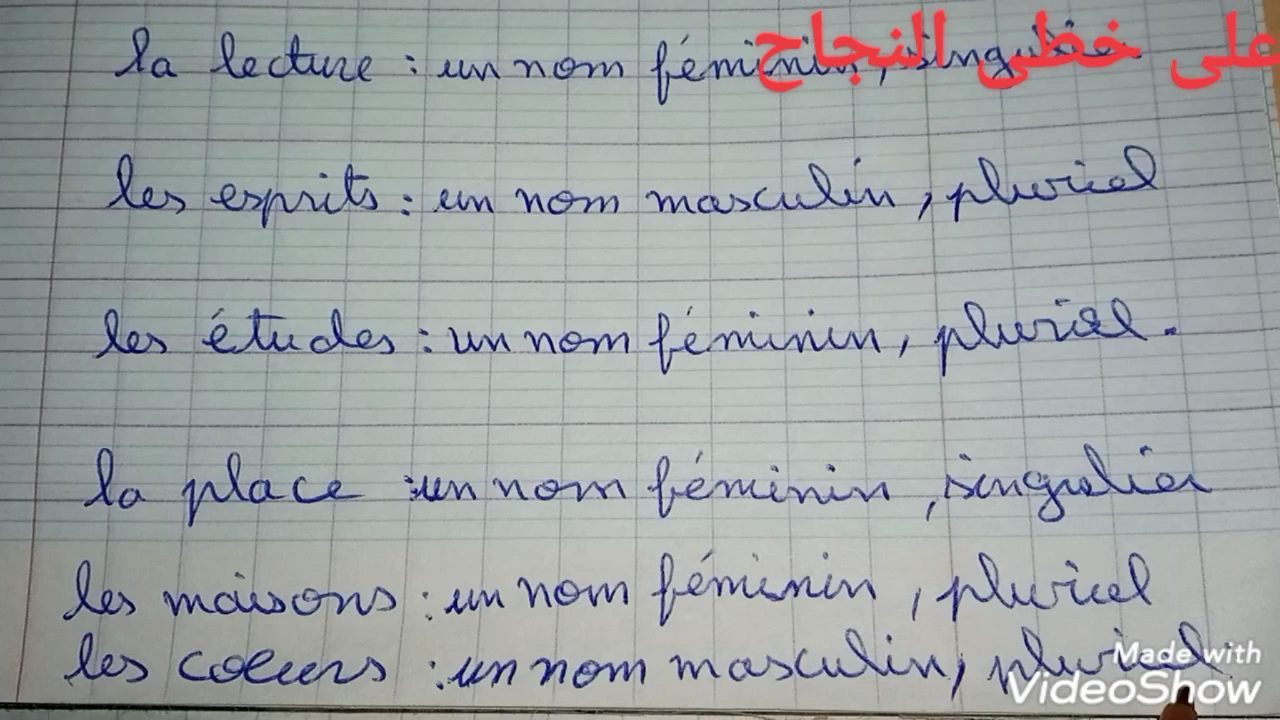 على خطى النجاح
la lecture : un nom féminin, singulier
les esprits : un nom masculin, pluriel
les études : un nom féminin, pluriel.
la place : un nom féminin, singulier
les maisons : un nom féminin, pluriel
les coeurs : un nom masculin, pluriel
Made with
VideoShow